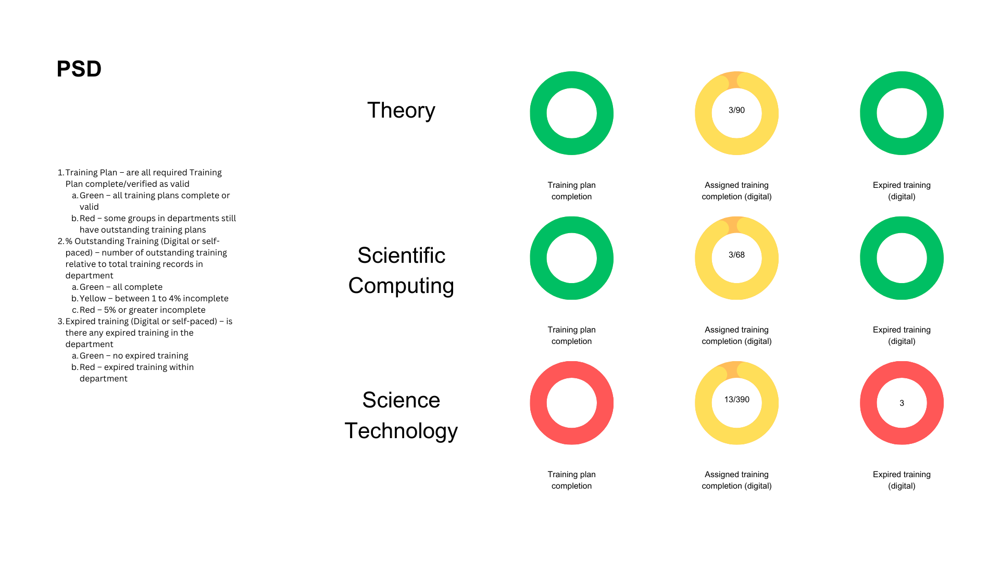 PSD
1. Training Plan – are all required Training
Plan complete/verified as valid
a. Green – all training plans complete or
valid
b. Red – some groups in departments still
have outstanding training plans
2. % Outstanding Training (Digital or self-
paced) – number of outstanding training
relative to total training records in
department
a. Green – all complete
b. Yellow – between 1 to 4% incomplete
c. Red – 5% or greater incomplete
3. Expired training (Digital or self-paced) – is
there any expired training in the
department
a. Green – no expired training
b. Red – expired training within
department
Theory
3/90
Training plan
completion
Assigned training
completion (digital)
Expired training
(digital)
Scientific
Computing
3/68
Training plan
completion
Assigned training
completion (digital)
Expired training
(digital)
Science
Technology
13/390
3
Training plan
completion
Assigned training
completion (digital)
Expired training
(digital)